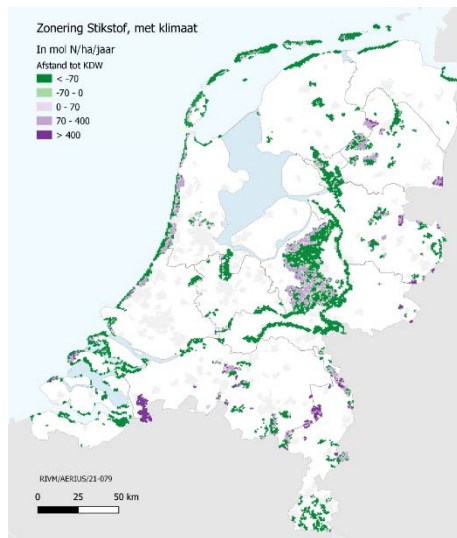 Zonering Stikstof, met klimaat
In mol N/ha/jaar
Afstand tot KDW
< -70
-70 - 0
0 - 70
70 - 400
> 400
RIVM/AERIUS/21-079
0 25 50 km